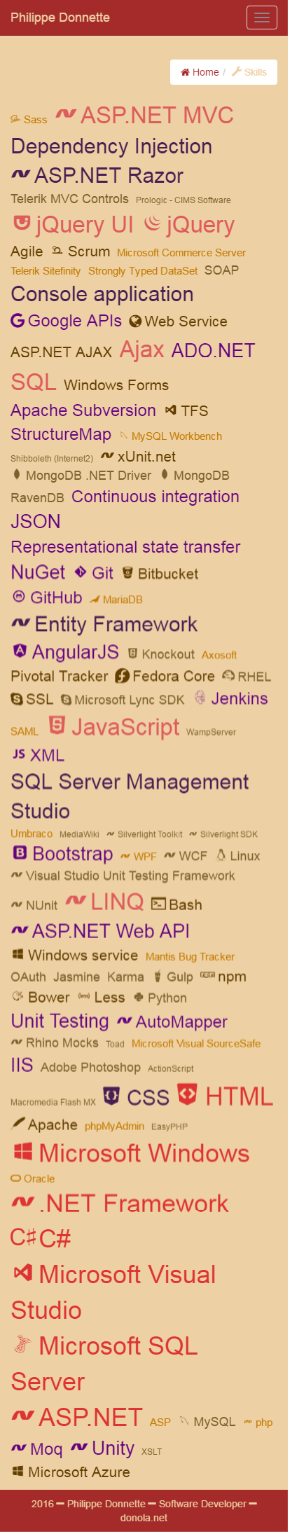 Philippe Donnette
Home / Skills
Sass ASP.NET MVC
Dependency Injection
ASP.NET Razor
Telerik MVC Controls Prologic - CIMS Software
jQuery UI jQuery
Agile Scrum Microsoft Commerce Server
Telerik Sitefinity Strongly Typed DataSet SOAP
Console application
Google APIs Web Service
ASP.NET AJAX Ajax ADO.NET
SQL Windows Forms
Apache Subversion TFS
StructureMap MySQL Workbench
Shibboleth (Internet2) xUnit.net
MongoDB .NET Driver MongoDB
RavenDB Continuous integration
JSON
Representational state transfer
NuGet Git Bitbucket
GitHub MariaDB
Entity Framework
AngularJS Knockout Axosoft
Pivotal Tracker Fedora Core RHEL
SSL Microsoft Lync SDK Jenkins
SAML JavaScript WampServer
XML
SQL Server Management
Studio
Umbraco MediaWiki Silverlight Toolkit Silverlight SDK
Bootstrap WPF WCF Linux
Visual Studio Unit Testing Framework
NUnit LINQ Bash
ASP.NET Web API
Windows service Mantis Bug Tracker
OAuth Jasmine Karma Gulp npm
Bower Less Python
Unit Testing AutoMapper
Rhino Mocks Toad Microsoft Visual SourceSafe
IIS Adobe Photoshop ActionScript
Macromedia Flash MX CSS HTML
Apache phpMyAdmin EasyPHP
Microsoft Windows
Oracle
.NET Framework
C# C#
Microsoft Visual
Studio
Microsoft SQL
Server
ASP.NET ASP MySQL php
Moq Unity XSLT
Microsoft Azure
2016 ━ Philippe Donnette ━ Software Developer ━
donola.net